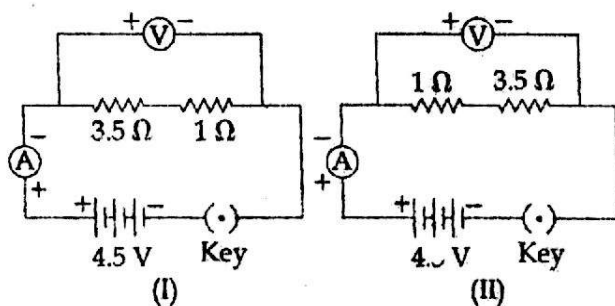 + V − + V −
3.5 Ω 1 Ω 1 Ω 3.5 Ω
− A + − A +
+ − (•) + − (•)
4.5 V Key Key
(I) (II)